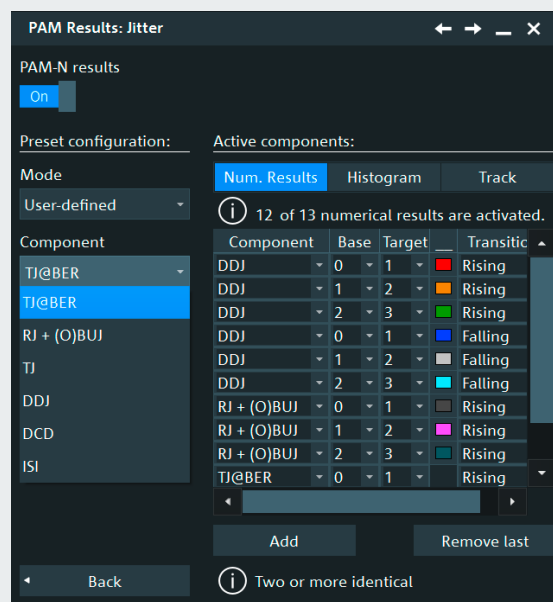 PAM Results: Jitter
PAM-N results
On
Preset configuration:
Mode
User-defined
Component
TJ@BER
TJ@BER
RJ + (O)BUJ
TJ
DDJ
DCD
ISI
Back
Active components:
Num. Results Histogram Track
12 of 13 numerical results are activated.
Component Base Target __ Transitic
DDJ 0 1 Rising
DDJ 1 2 Rising
DDJ 2 3 Rising
DDJ 0 1 Falling
DDJ 1 2 Falling
DDJ 2 3 Falling
RJ + (O)BUJ 0 1 Rising
RJ + (O)BUJ 1 2 Rising
RJ + (O)BUJ 2 3 Rising
TJ@BER 0 1 Rising
Add Remove last
Two or more identical